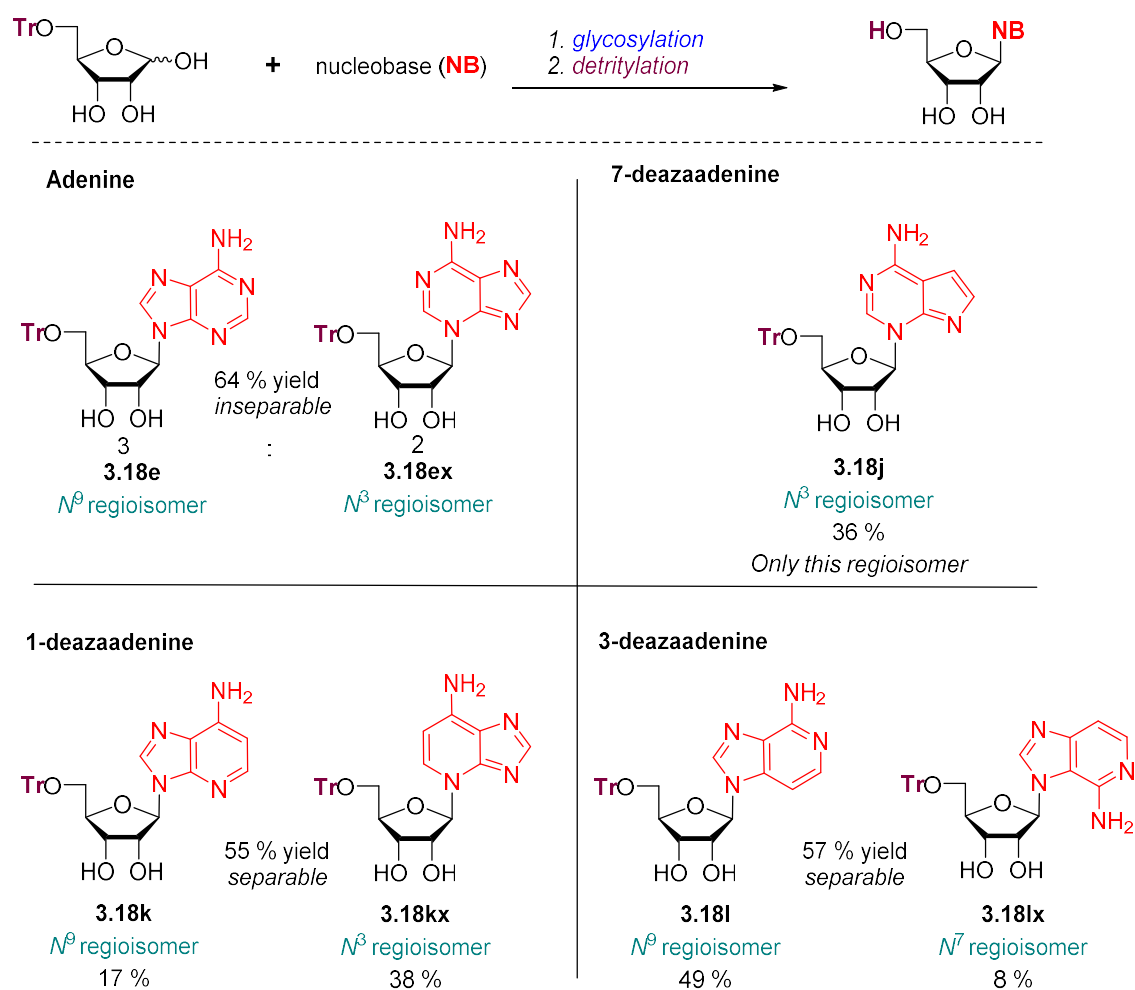 TrO
O
OH
HO OH
+
nucleobase (NB)
1. glycosylation
2. detritylation
HO
O
NB
HO OH
Adenine
NH2
N
N
N
N
TrO
O
HO OH
3
3.18e
N9 regioisomer
64 % yield
inseparable
:
NH2
N
N
N
N
TrO
O
HO OH
2
3.18ex
N3 regioisomer
7-deazaadenine
NH2
N
N
N
TrO
O
HO OH
3.18j
N3 regioisomer
36 %
Only this regioisomer
1-deazaadenine
NH2
N
N
N
TrO
O
HO OH
3.18k
N9 regioisomer
17 %
55 % yield
separable
NH2
N
N
N
TrO
O
HO OH
3.18kx
N3 regioisomer
38 %
3-deazaadenine
NH2
N
N
N
TrO
O
HO OH
3.18l
N9 regioisomer
49 %
57 % yield
separable
N
N
N
NH2
TrO
O
HO OH
3.18lx
N7 regioisomer
8 %